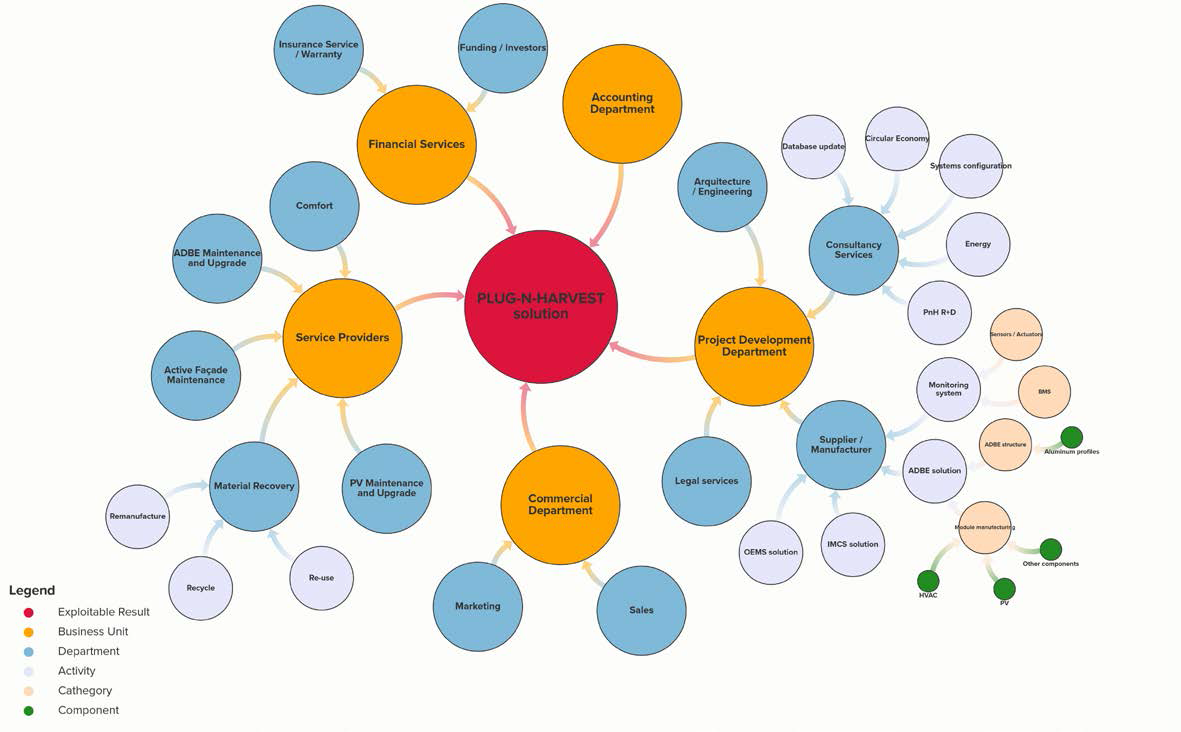 Insurance Service
/ Warranty
Funding / Investors
Accounting
Department
Financial Services
Database update
Circular Economy
Systems configuration
Arquitecture
/ Engineering
Comfort
Consultancy
Services
Energy
ADBE Maintenance
and Upgrade
PLUG-N-HARVEST
solution
PnH R+D
Service Providers
Project Development
Department
Sensors / Actuators
Active Façade
Maintenance
Monitoring
system
BMS
Supplier /
Manufacturer
ADBE structure
Aluminum profiles
ADBE solution
Material Recovery
PV Maintenance
and Upgrade
Legal services
Commercial
Department
Remanufacture
Module manufacturing
OEMS solution
IMCS solution
Other components
Re-use
Recycle
HVAC
PV
Marketing
Sales
Legend
Exploitable Result
Business Unit
Department
Activity
Cathegory
Component